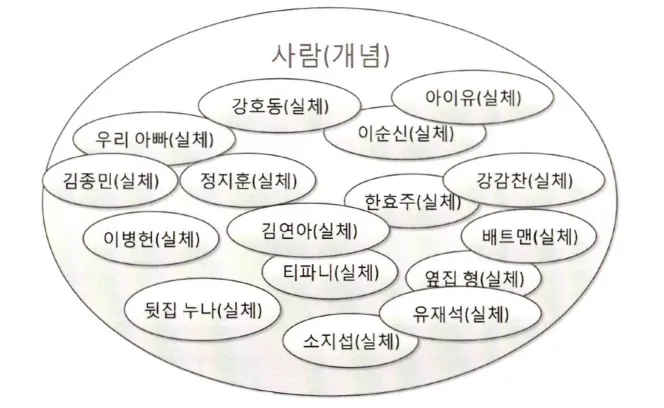 사람(개념)
강호동(실체)
아이유(실체)
우리 아빠(실체)
이순신(실체)
김종민(실체)
정지훈(실체)
한효주(실체)
강감찬(실체)
이병헌(실체)
김연아(실체)
배트맨(실체)
티파니(실체)
옆집 형(실체)
뒷집 누나(실체)
유재석(실체)
소지섭(실체)